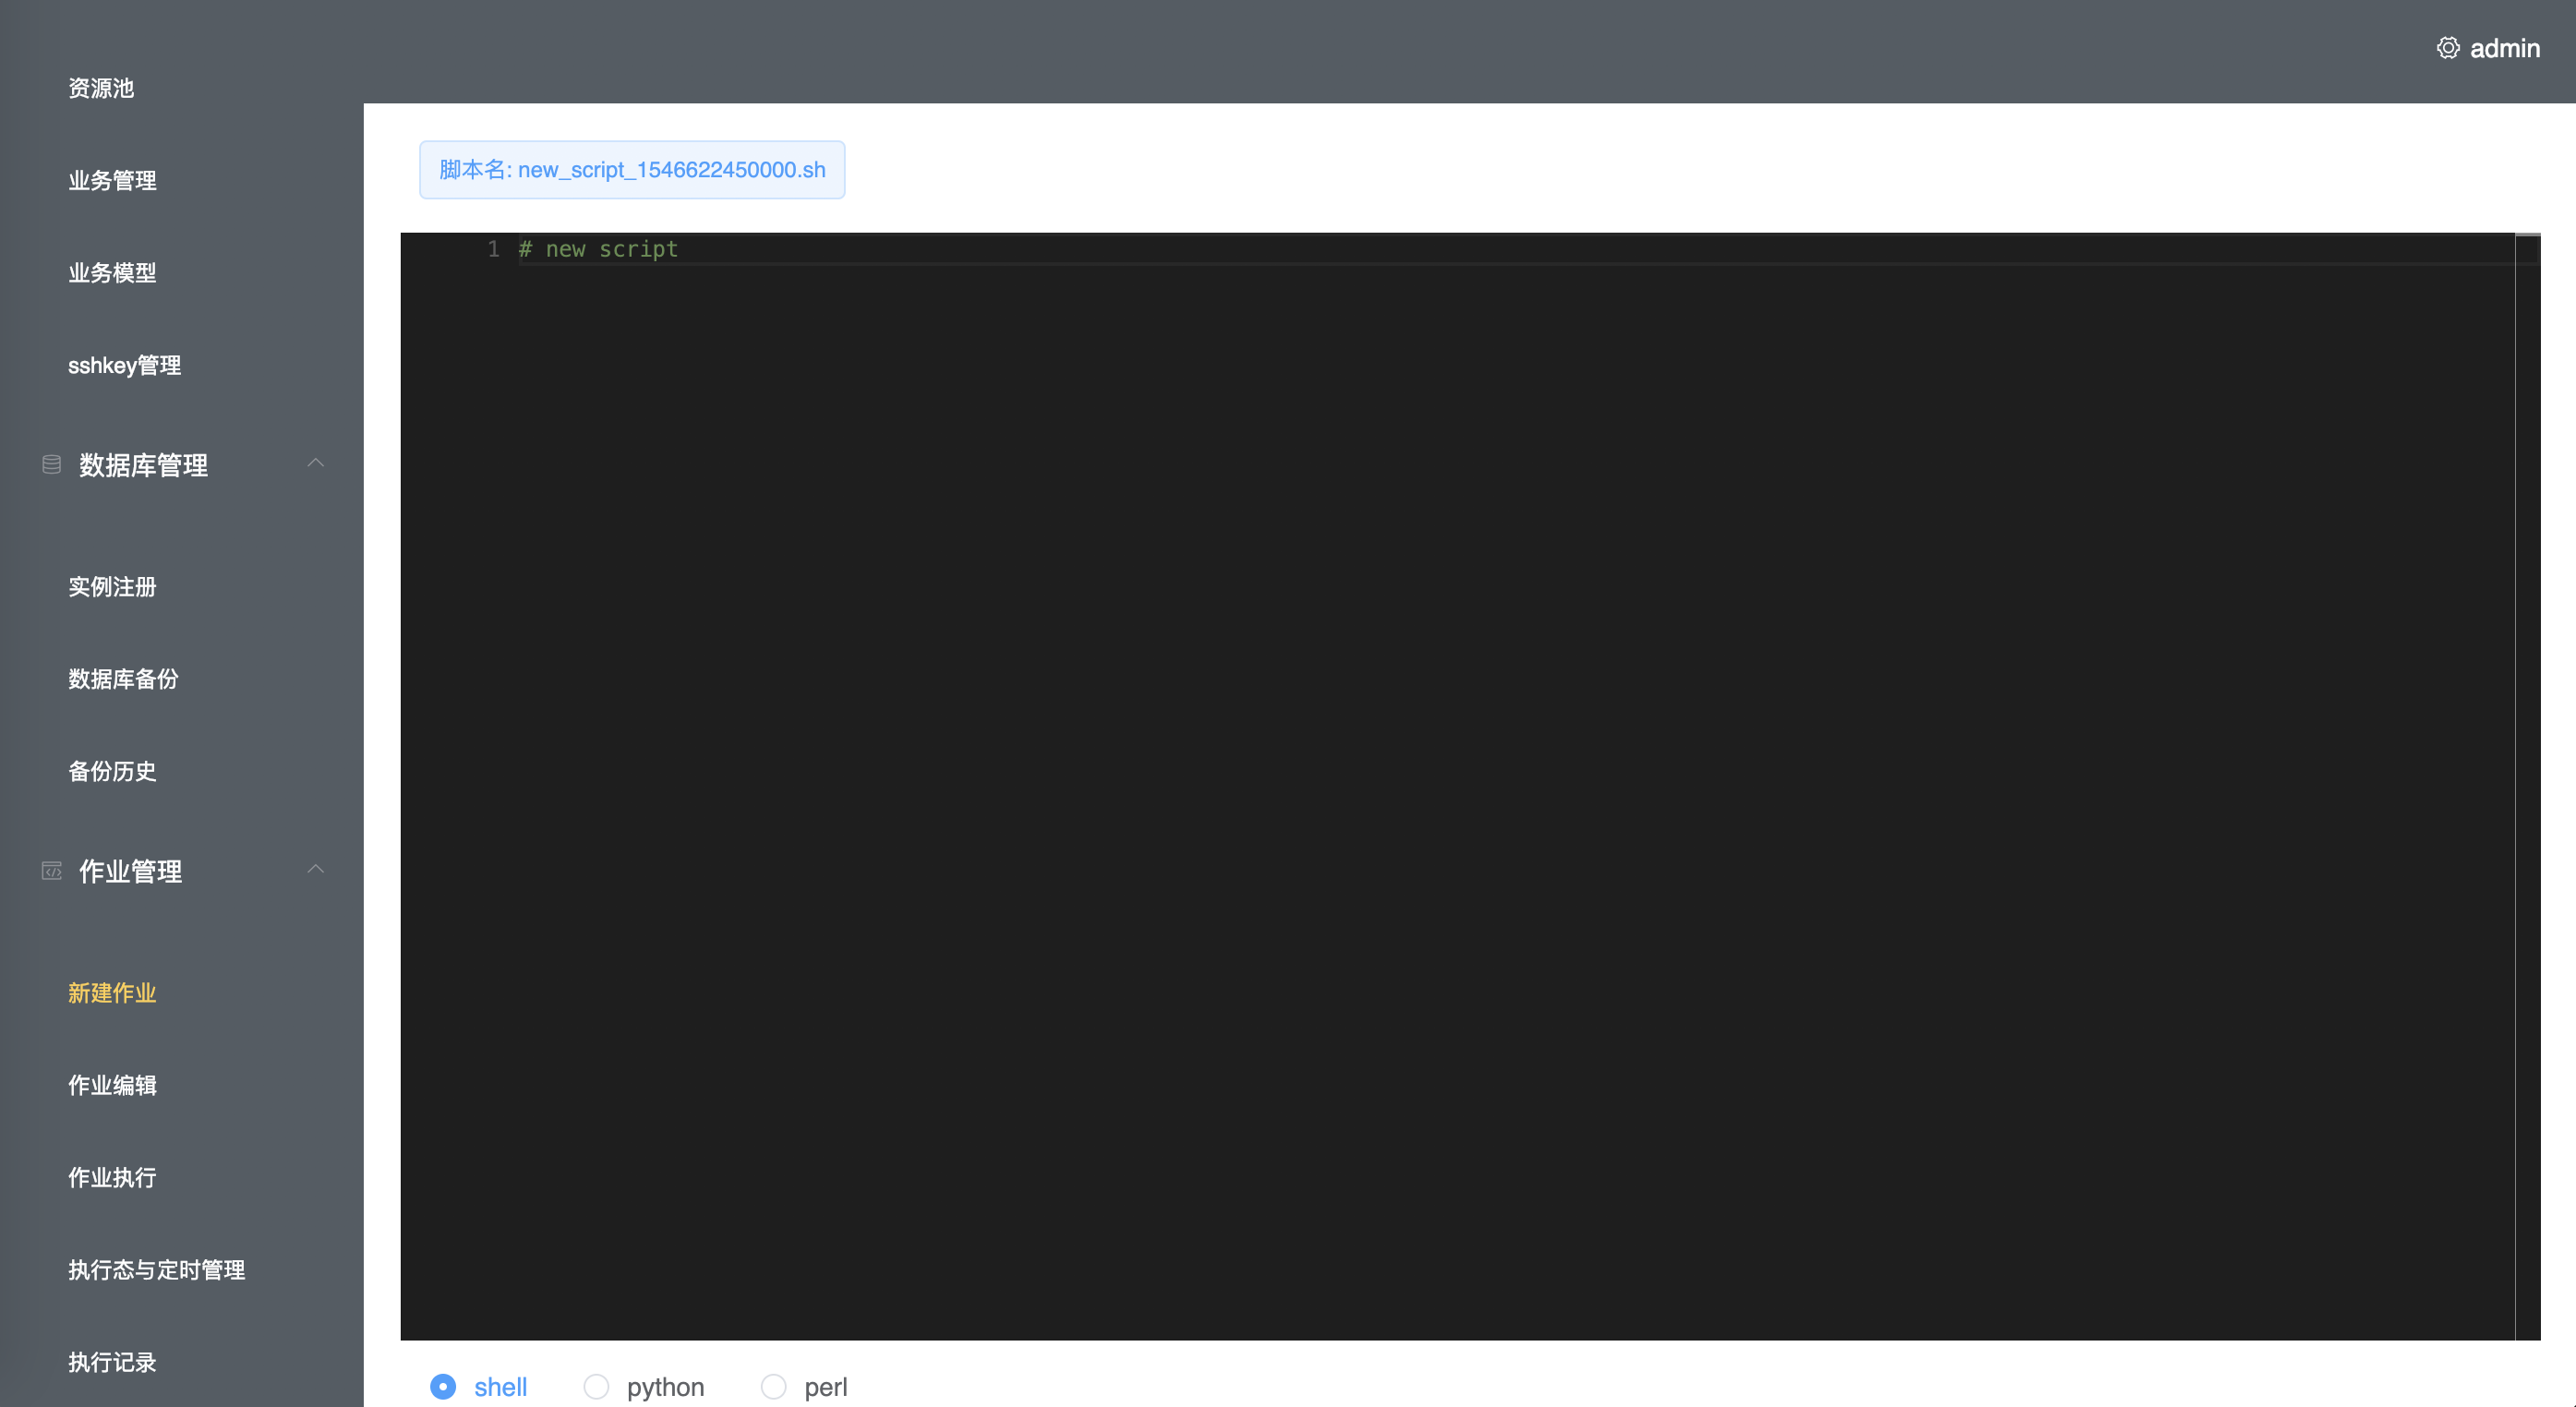 admin
资源池
业务管理
业务模型
sshkey管理
数据库管理
实例注册
数据库备份
备份历史
作业管理
新建作业
作业编辑
作业执行
执行态与定时管理
执行记录
脚本名: new_script_1546622450000.sh
1 # new script
shell python perl